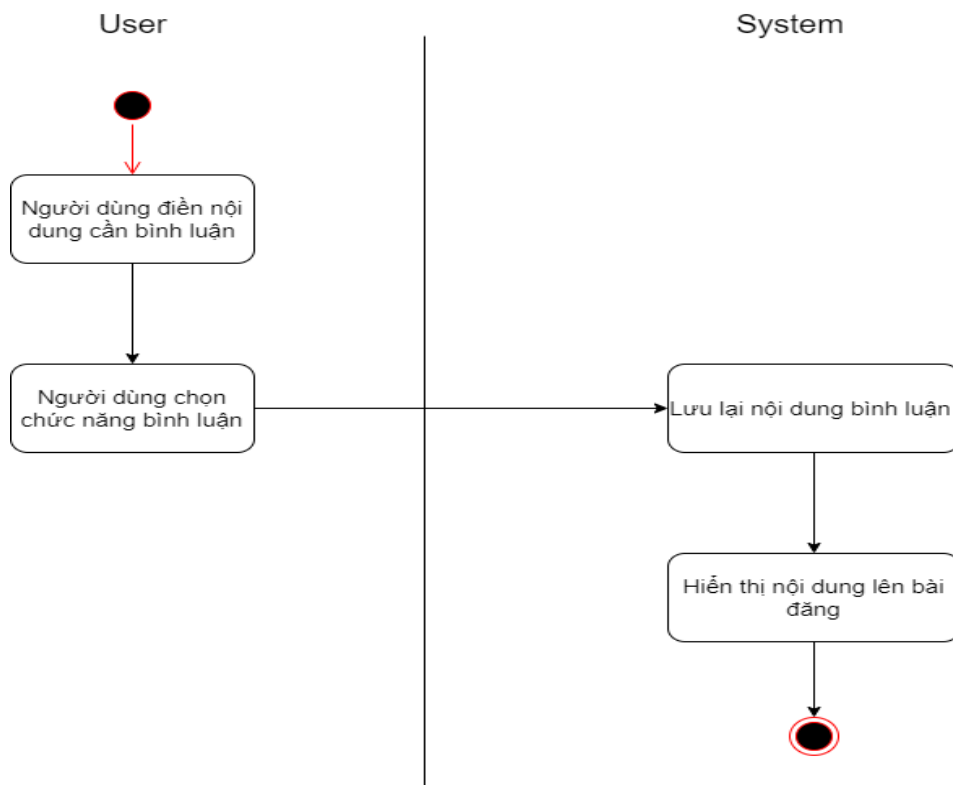 User
System
Người dùng điền nội
dung cần bình luận
Người dùng chọn
chức năng bình luận
Lưu lại nội dung bình luận
Hiển thị nội dung lên bài
đăng